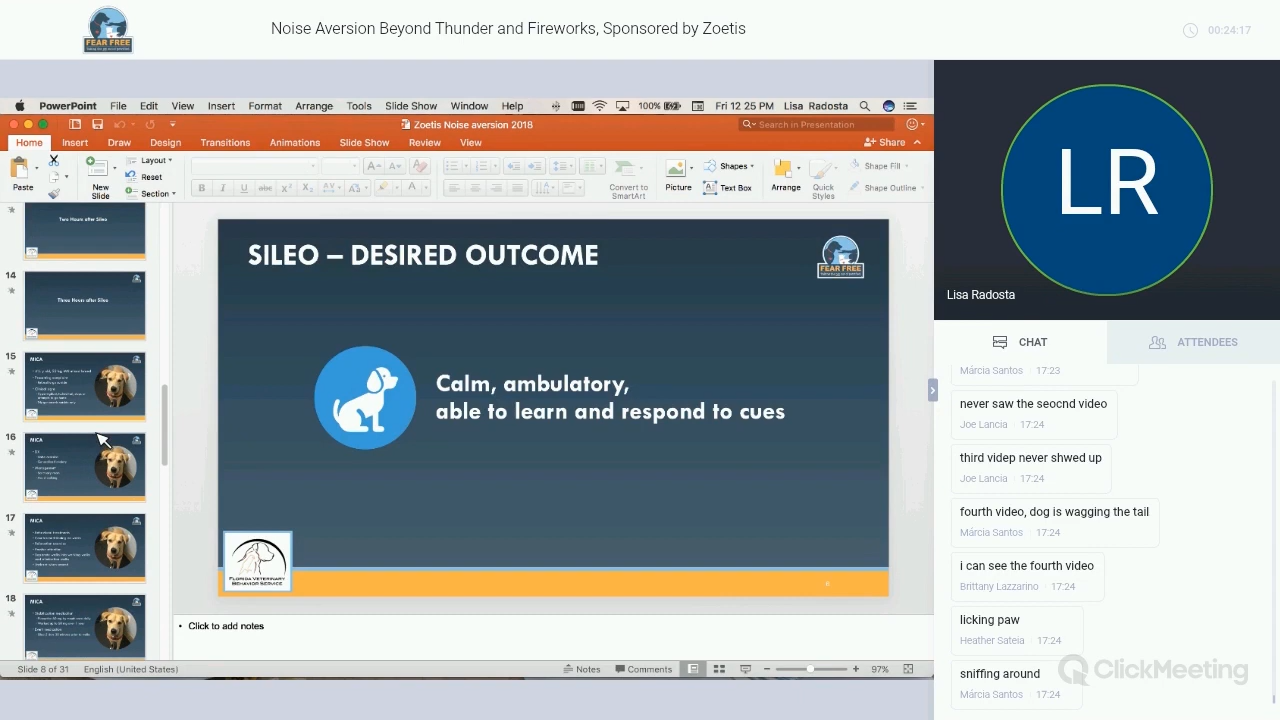 Noise Aversion Beyond Thunder and Fireworks, Sponsored by Zoetis
00:24:17
FEAR FREE
PowerPoint File Edit View Insert Format Arrange Tools Slide Show Window Help 100% Fri 12 25 PM Lisa Radosta
Zoetis Noise aversion 2018
Search in Presentation
Home Insert Draw Design Transitions Animations Slide Show Review View Share
Paste
New Slide
Layout
Reset
Section
Convert to SmartArt
Picture
Shapes
Text Box
Arrange
Quick Styles
Shape Fill
Shape Outline
Two Hours after Sileo
14
Three Hours after Sileo
15
MICA
16
MICA
17
MICA
18
MICA
SILEO – DESIRED OUTCOME
FEAR FREE
Calm, ambulatory,
able to learn and respond to cues
FLORIDA VETERINARY
BEHAVIOR SERVICE
• Click to add notes
Slide 8 of 31 English (United States) Notes Comments 97%
LR
Lisa Radosta
CHAT ATTENDEES
Márcia Santos 17:23
never saw the seocnd video
Joe Lancia 17:24
third videp never shwed up
Joe Lancia 17:24
fourth video, dog is wagging the tail
Márcia Santos 17:24
i can see the fourth video
Brittany Lazzarino 17:24
licking paw
Heather Sateia 17:24
sniffing around
Márcia Santos 17:24
ClickMeeting